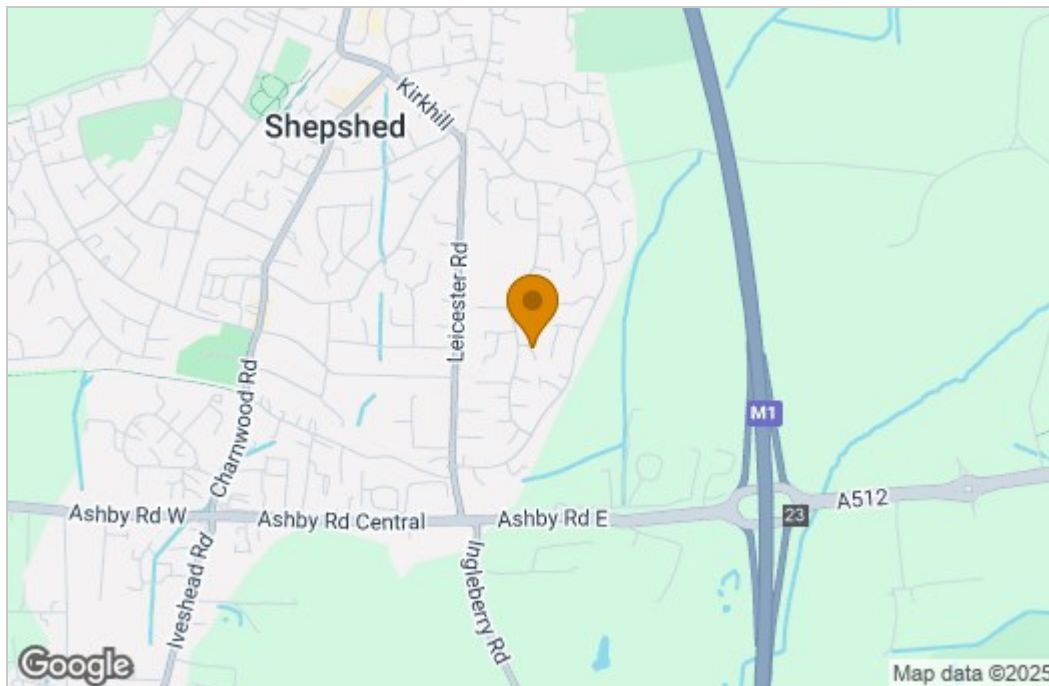 Kirkhill
Shepshed
Leicester Rd
Charnwood Rd
M1
A512
Ashby Rd W
Ashby Rd Central
Ashby Rd E
23
Iveshead Rd
Ingleberry Rd
Google
Map data ©2025